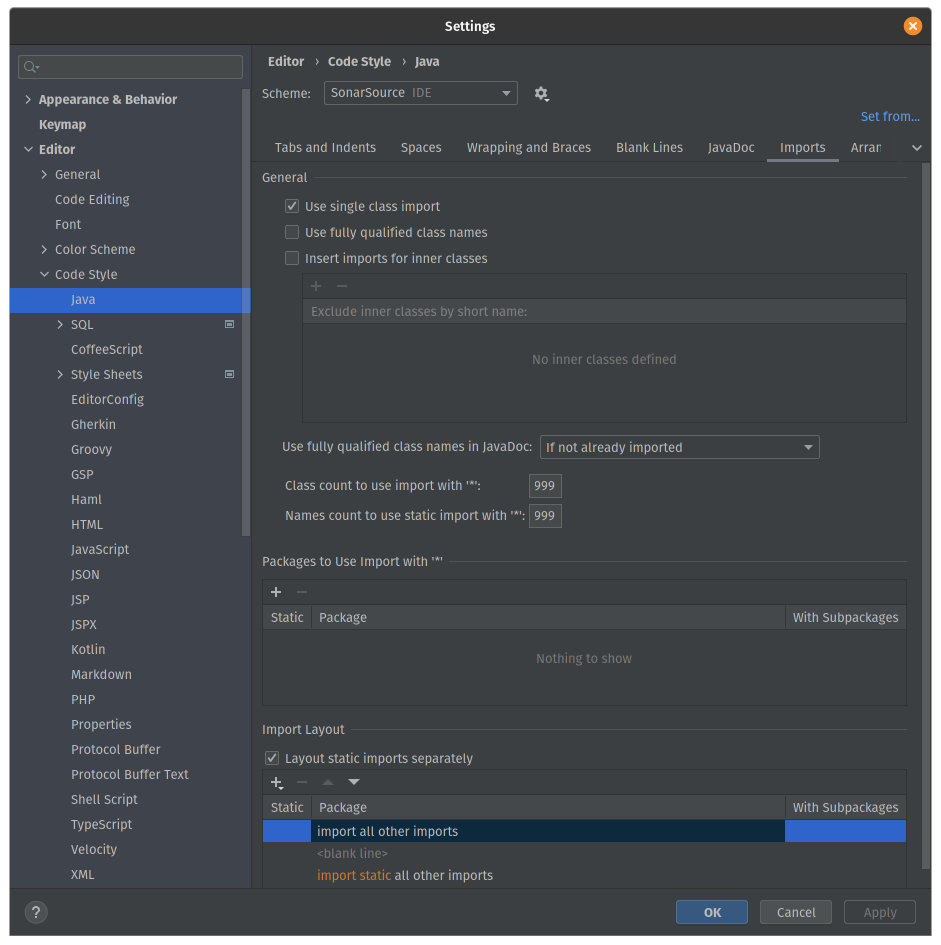 Settings
Appearance & Behavior
Keymap
Editor
General
Code Editing
Font
Color Scheme
Code Style
Java
SQL
CoffeeScript
Style Sheets
EditorConfig
Gherkin
Groovy
GSP
Haml
HTML
JavaScript
JSON
JSP
JSPX
Kotlin
Markdown
PHP
Properties
Protocol Buffer
Protocol Buffer Text
Shell Script
TypeScript
Velocity
XML
Editor › Code Style › Java
Scheme: SonarSource IDE
Set from...
Tabs and Indents Spaces Wrapping and Braces Blank Lines JavaDoc Imports Arrar
General
Use single class import
Use fully qualified class names
Insert imports for inner classes
Exclude inner classes by short name:
No inner classes defined
Use fully qualified class names in JavaDoc: If not already imported
Class count to use import with '*': 999
Names count to use static import with '*': 999
Packages to Use Import with '*'
Static Package With Subpackages
Nothing to show
Import Layout
Layout static imports separately
Static Package With Subpackages
import all other imports
<blank line>
import static all other imports
? OK Cancel Apply